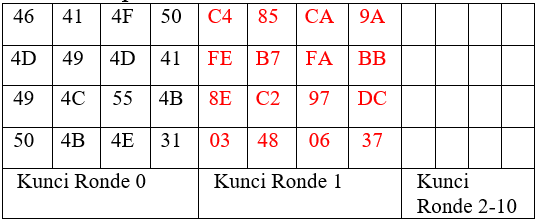 46 41 4F 50 C4 85 CA 9A
4D 49 4D 41 FE B7 FA BB
49 4C 55 4B 8E C2 97 DC
50 4B 4E 31 03 48 06 37
Kunci Ronde 0 Kunci Ronde 1 Kunci
Ronde 2-10